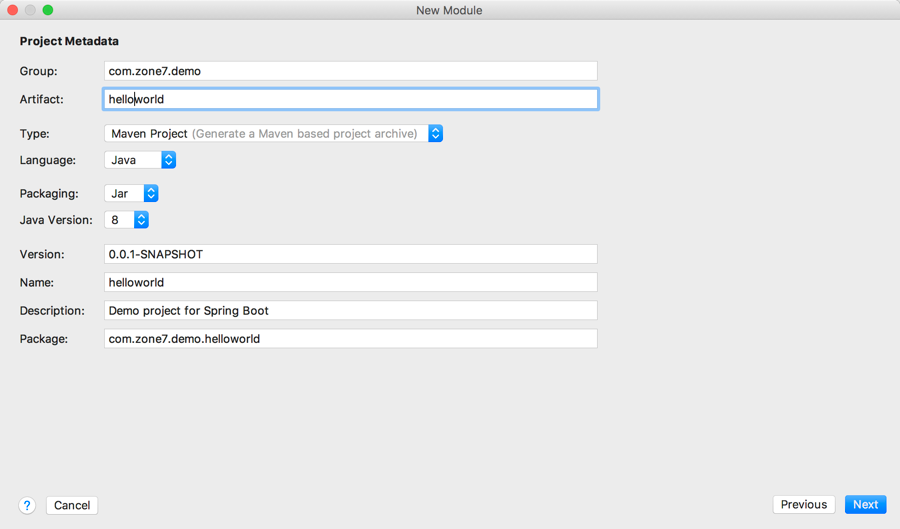 New Module
Project Metadata
Group: com.zone7.demo
Artifact: helloworld
Type: Maven Project (Generate a Maven based project archive)
Language: Java
Packaging: Jar
Java Version: 8
Version: 0.0.1-SNAPSHOT
Name: helloworld
Description: Demo project for Spring Boot
Package: com.zone7.demo.helloworld
? Cancel Previous Next